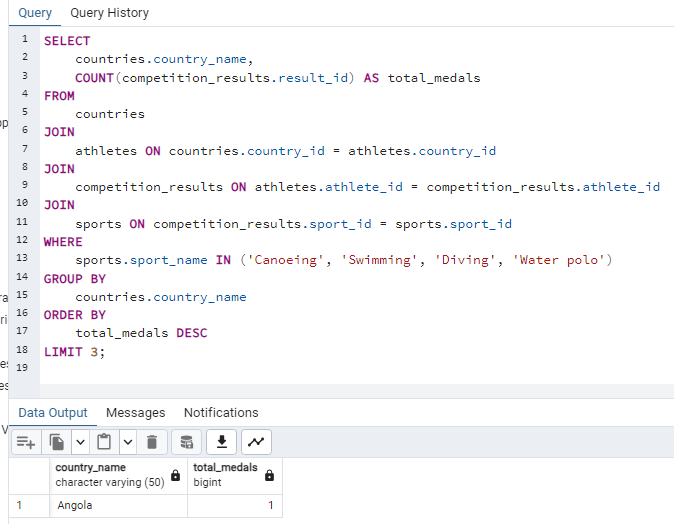 Query Query History
1 SELECT
2 countries.country_name,
3 COUNT(competition_results.result_id) AS total_medals
4 FROM
5 countries
6 JOIN
7 athletes ON countries.country_id = athletes.country_id
8 JOIN
9 competition_results ON athletes.athlete_id = competition_results.athlete_id
10 JOIN
11 sports ON competition_results.sport_id = sports.sport_id
12 WHERE
13 sports.sport_name IN ('Canoeing', 'Swimming', 'Diving', 'Water polo')
14 GROUP BY
15 countries.country_name
16 ORDER BY
17 total_medals DESC
18 LIMIT 3;
19
Data Output Messages Notifications
country_name total_medals
character varying (50) bigint
1 Angola 1